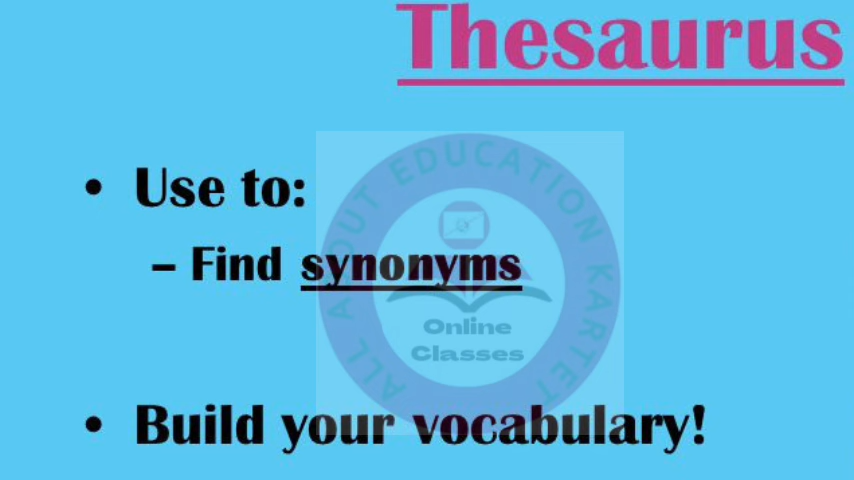 Thesaurus
• Use to:
– Find synonyms
• Build your vocabulary!
ALL ABOUT EDUCATION KARTET
Online
Classes